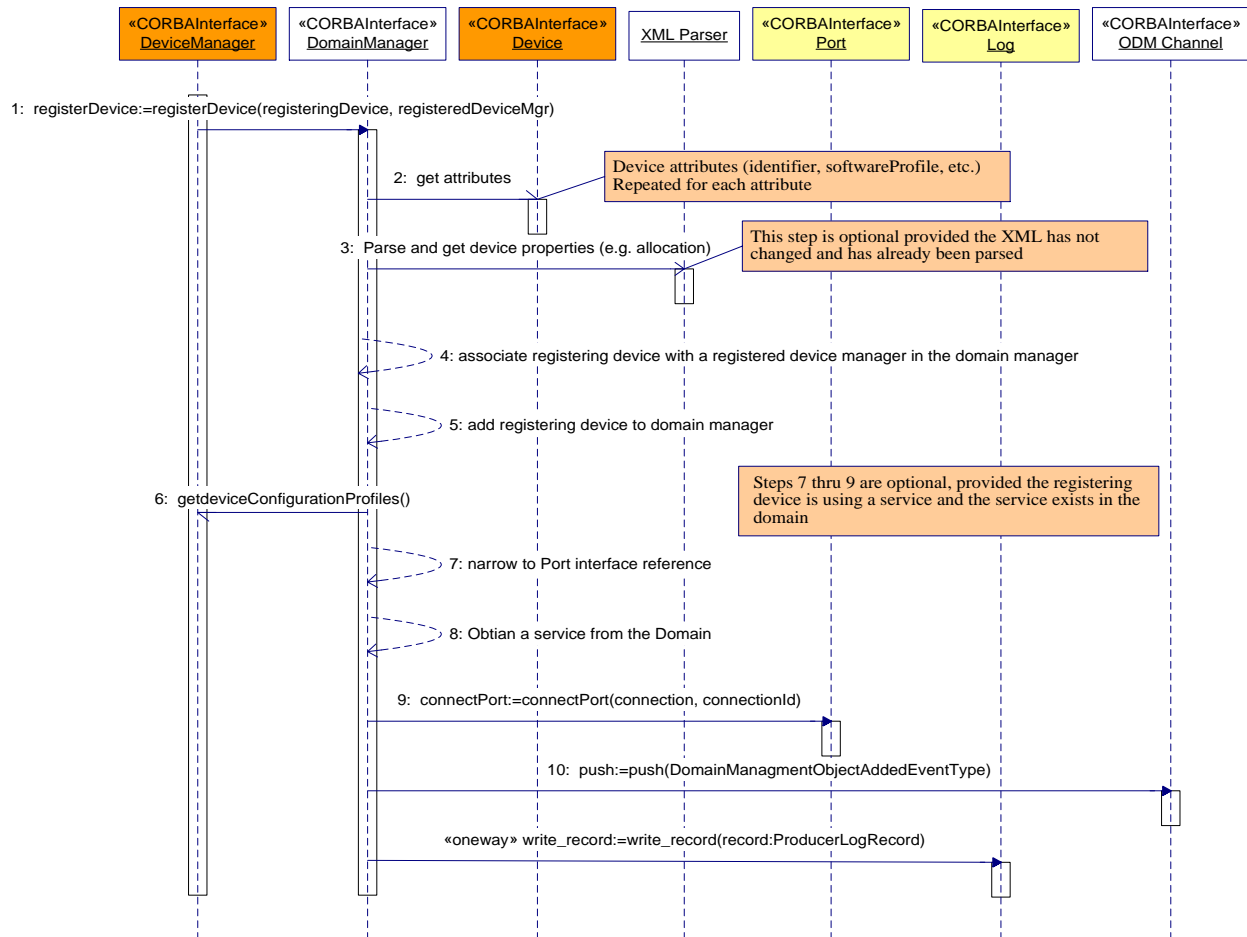 «CORBAInterface»
DeviceManager
«CORBAInterface»
DomainManager
«CORBAInterface»
Device
XML Parser
«CORBAInterface»
Port
«CORBAInterface»
Log
«CORBAInterface»
ODM Channel
1: registerDevice:=registerDevice(registeringDevice, registeredDeviceMgr)
2: get attributes
Device attributes (identifier, softwareProfile, etc.)
Repeated for each attribute
3: Parse and get device properties (e.g. allocation)
This step is optional provided the XML has not
changed and has already been parsed
4: associate registering device with a registered device manager in the domain manager
5: add registering device to domain manager
6: getdeviceConfigurationProfiles()
Steps 7 thru 9 are optional, provided the registering
device is using a service and the service exists in the
domain
7: narrow to Port interface reference
8: Obtian a service from the Domain
9: connectPort:=connectPort(connection, connectionId)
10: push:=push(DomainManagmentObjectAddedEventType)
«oneway» write_record:=write_record(record:ProducerLogRecord)